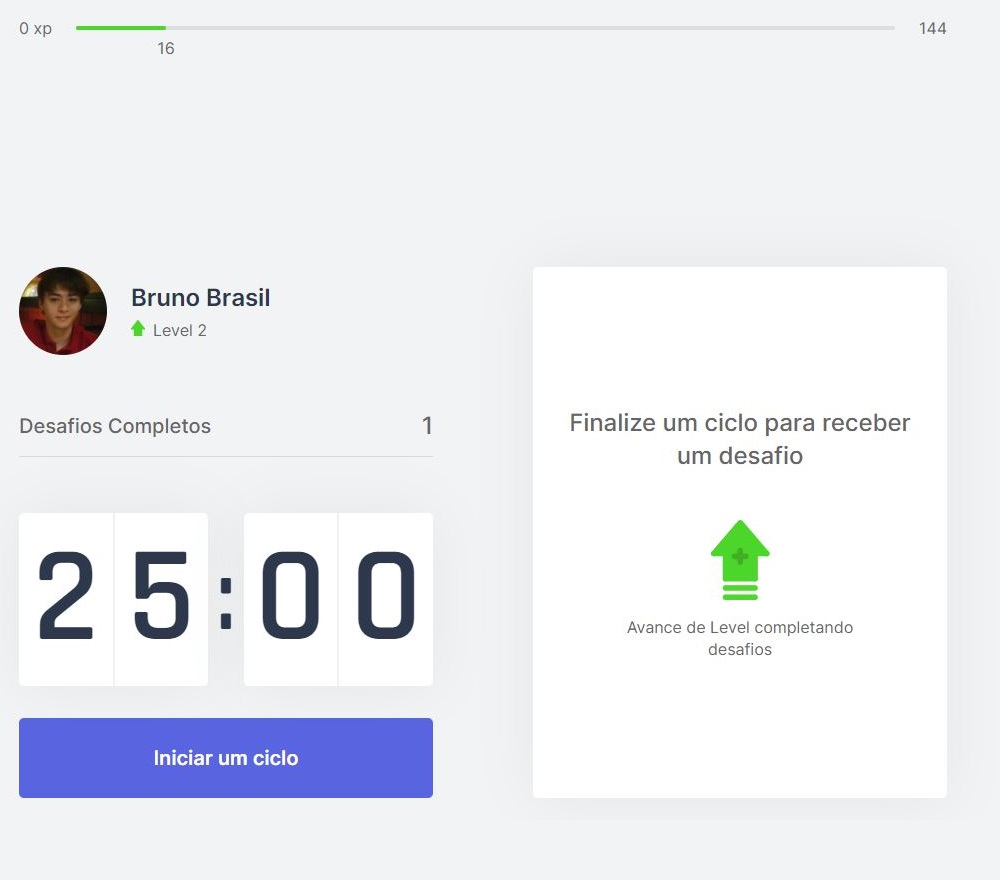 0 xp
144
16
Bruno Brasil
Level 2
Desafios Completos
1
25:00
Iniciar um ciclo
Finalize um ciclo para receber
um desafio
Avance de Level completando
desafios